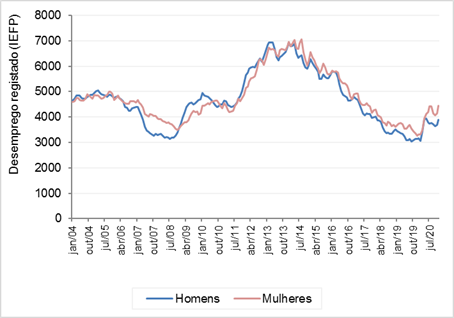 Desemprego registado (IEFP)
8000
7000
6000
5000
4000
3000
2000
1000
0
jan/04
out/04
jul/05
abr/06
jan/07
out/07
jul/08
abr/09
jan/10
out/10
jul/11
abr/12
jan/13
out/13
jul/14
abr/15
jan/16
out/16
jul/17
abr/18
jan/19
out/19
jul/20
Homens
Mulheres